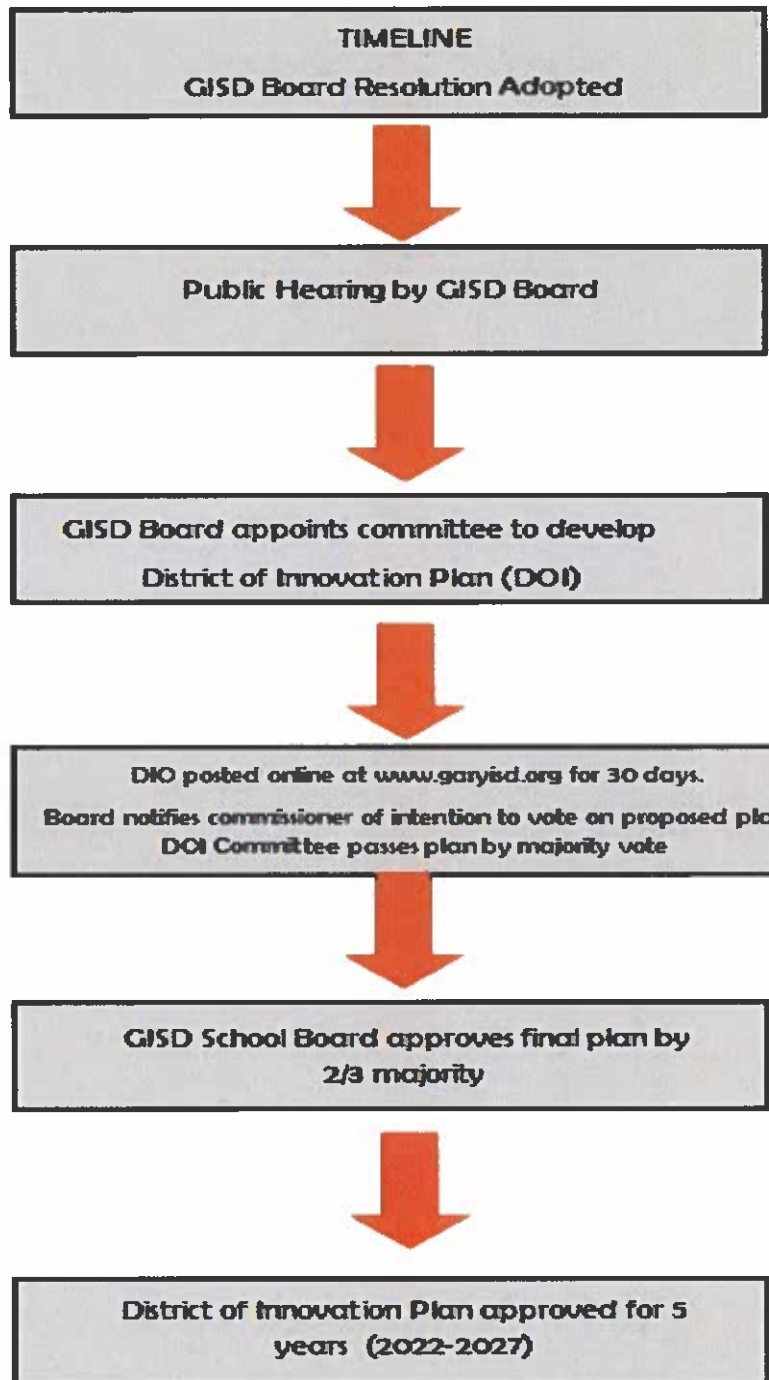 TIMELINE
GISD Board Resolution Adopted
Public Hearing by GISD Board
GISD Board appoints committee to develop
District of Innovation Plan (DOI)
DIO posted online at www.garyisd.org for 30 days.
Board notifies commissioner of intention to vote on proposed pla
DOI Committee passes plan by majority vote
GISD School Board approves final plan by
2/3 majority
District of Innovation Plan approved for 5
years (2022-2027)